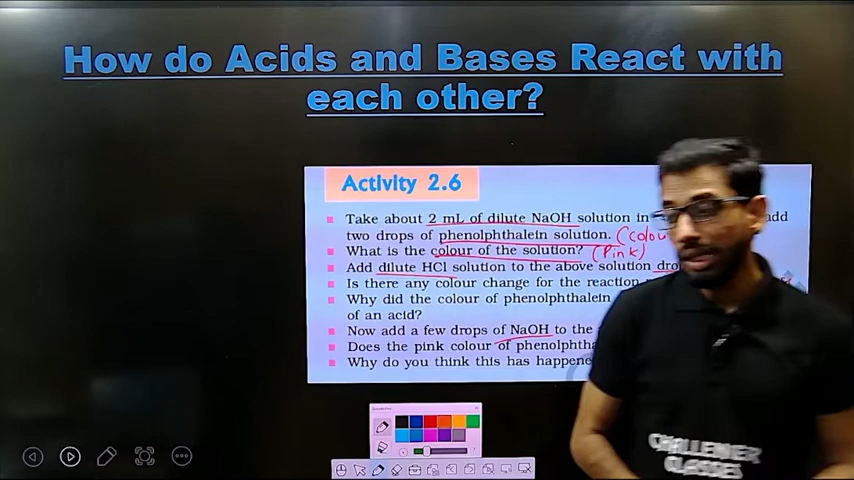 How do Acids and Bases React with
each other?
Activity 2.6
Take about 2 mL of dilute NaOH solution in add
two drops of phenolphthalein solution. (Colou
What is the colour of the solution? (Pink)
Add dilute HCl solution to the above solution dro
Is there any colour change for the reaction
Why did the colour of phenolphthalein
of an acid?
Now add a few drops of NaOH to the
Does the pink colour of phenolphtha
Why do you think this has happene
CHALLENGER
CLASSES